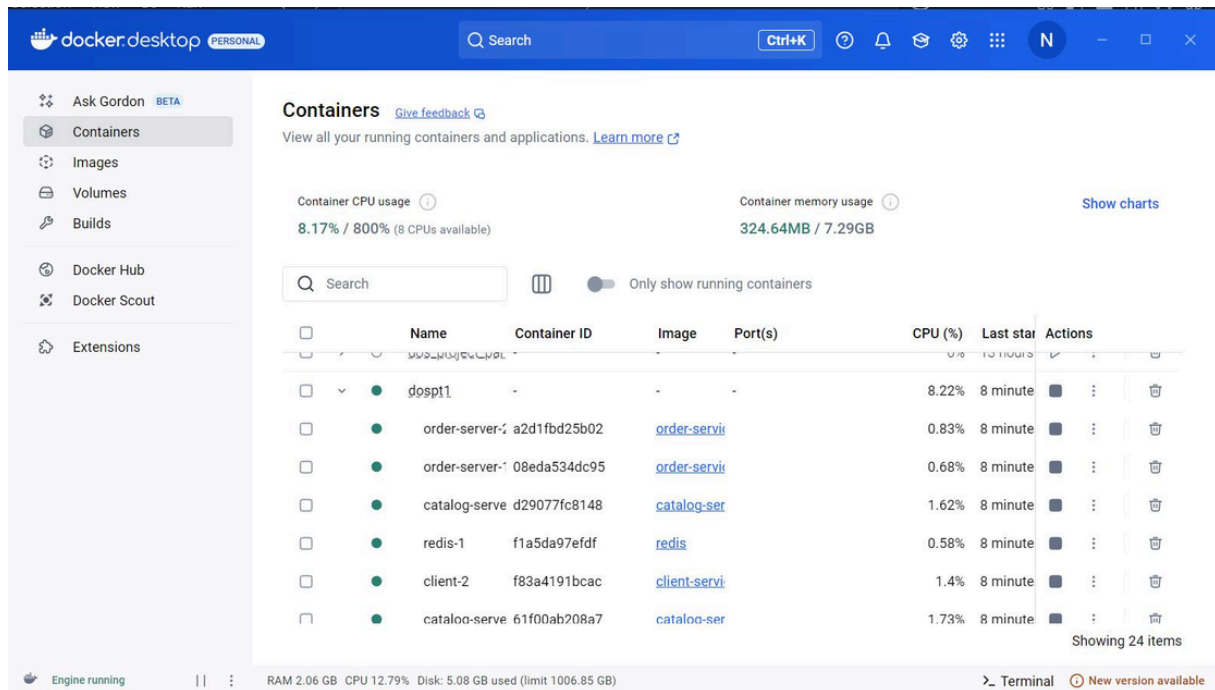 docker.desktop PERSONAL
Search
Ctrl+K
N
Ask Gordon BETA
Containers
Images
Volumes
Builds
Docker Hub
Docker Scout
Extensions
Containers Give feedback
View all your running containers and applications. Learn more
Container CPU usage
8.17% / 800% (8 CPUs available)
Container memory usage
324.64MB / 7.29GB
Show charts
Search
Only show running containers
Name Container ID Image Port(s) CPU (%) Last star Actions
- - - 0% 13 hours
dospt1 - - - 8.22% 8 minute
order-server-2 a2d1fbd25b02 order-servic 0.83% 8 minute
order-server-1 08eda534dc95 order-servic 0.68% 8 minute
catalog-serve d29077fc8148 catalog-ser 1.62% 8 minute
redis-1 f1a5da97efdf redis 0.58% 8 minute
client-2 f83a4191bcac client-servi 1.4% 8 minute
catalog-serve 61f00ab208a7 catalog-ser 1.73% 8 minute
Showing 24 items
Engine running
RAM 2.06 GB CPU 12.79% Disk: 5.08 GB used (limit 1006.85 GB)
>_ Terminal
New version available